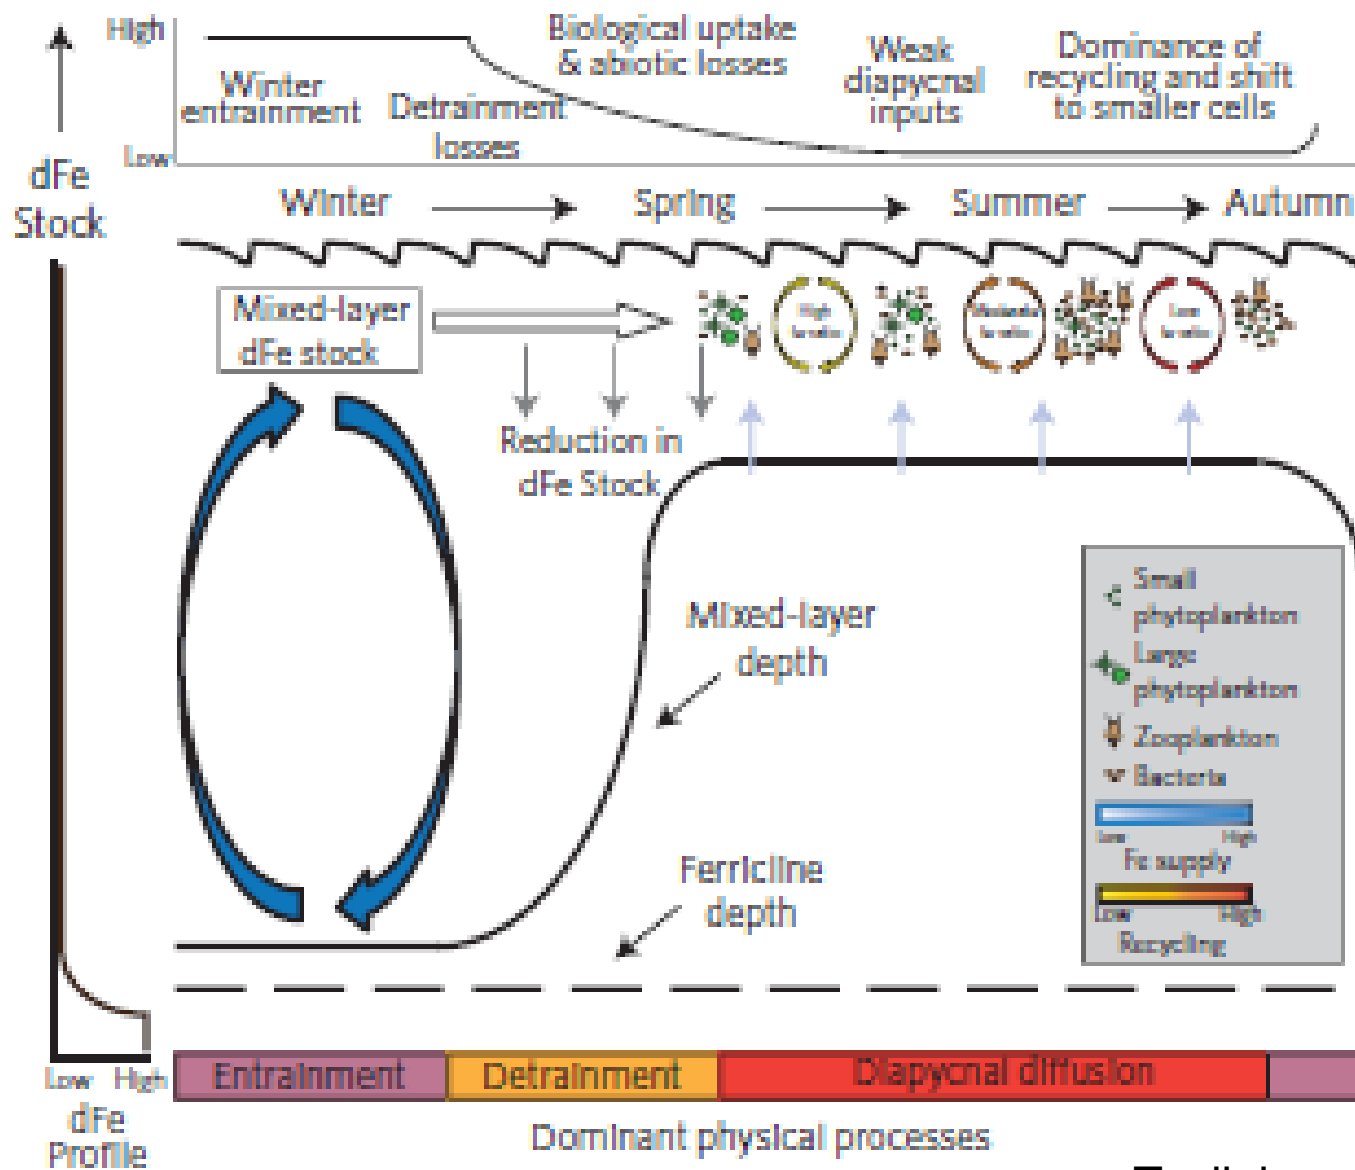 High
Biological uptake
& abiotic losses
Weak
diapycnal
inputs
Dominance of
recycling and shift
to smaller cells
Winter
entrainment
Detrainment
losses
Low
dFe
Stock
Winter
Spring
Summer
Autumn
Mixed-layer
dFe stock
High
Low
Reduction in
dFe Stock
Mixed-layer
depth
Ferricline
depth
Small
phytoplankton
Large
phytoplankton
Zooplankton
Bacteria
Low High
Fe supply
Low High
Recycling
Entrainment
Detrainment
Diapycnal diffusion
Low High
dFe
Profile
Dominant physical processes